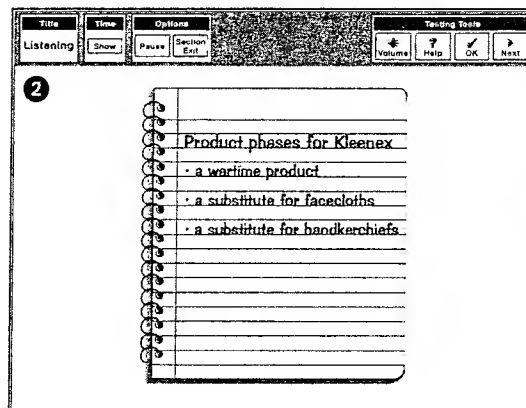 Title
Time
Options
Testing Tools
Listening
Show
Pause
Section Exit
Volume
Help
OK
Next
2
Product phases for Kleenex
· a wartime product
· a substitute for facecloths
· a substitute for handkerchiefs